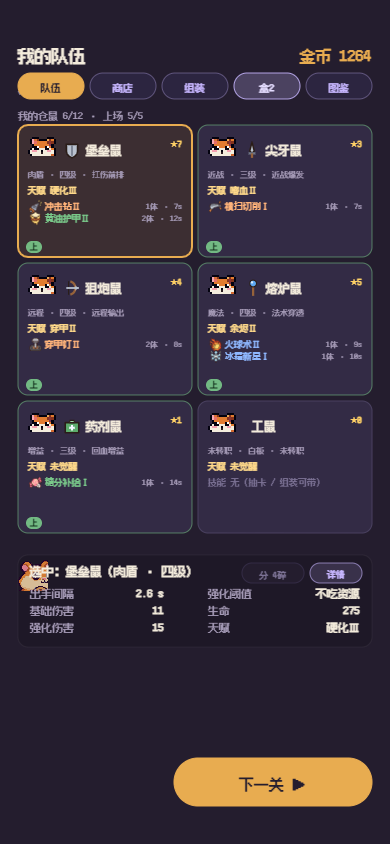 我的队伍 金币 1264
队伍 商店 组装 盒2 图鉴
我的仓鼠 6/12 · 上场 5/5
堡垒鼠 ★7
肉盾 · 四级 · 扛伤前排
天赋 硬化Ⅲ
冲击钻Ⅱ 1体 · 7s
黄油护甲Ⅱ 2体 · 12s
上
尖牙鼠 ★3
近战 · 三级 · 近战爆发
天赋 嗜血Ⅱ
横扫切削Ⅰ 1体 · 7s
上
狙炮鼠 ★4
远程 · 四级 · 远程输出
天赋 穿甲Ⅱ
穿甲钉Ⅱ 2体 · 8s
上
熔炉鼠 ★5
魔法 · 四级 · 法术穿透
天赋 余烬Ⅱ
火球术Ⅱ 1体 · 9s
冰霜新星Ⅰ 1体 · 10s
上
药剂鼠 ★1
增益 · 三级 · 回血增益
天赋 未觉醒
糖分补给Ⅰ 1体 · 14s
上
工鼠 ★0
未转职 · 白板 · 未转职
天赋 未觉醒
技能 无（抽卡 / 组装可带）
选中：堡垒鼠（肉盾 · 四级） 分 4碎 详情
出手间隔 2.6 s 强化阈值 不吃资源
基础伤害 11 生命 275
强化伤害 15 天赋 硬化Ⅲ
下一关 ▶